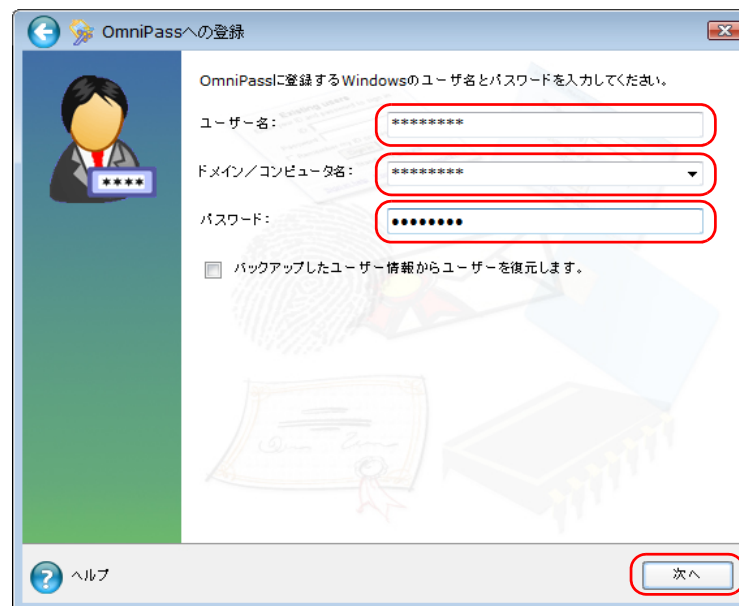 OmniPassへの登録
OmniPassに登録するWindowsのユーザ名とパスワードを入力してください。
ユーザー名:
********
ドメイン/コンピュータ名:
********
パスワード:
●●●●●●●●
****
バックアップしたユーザー情報からユーザーを復元します。
ヘルプ
次へ